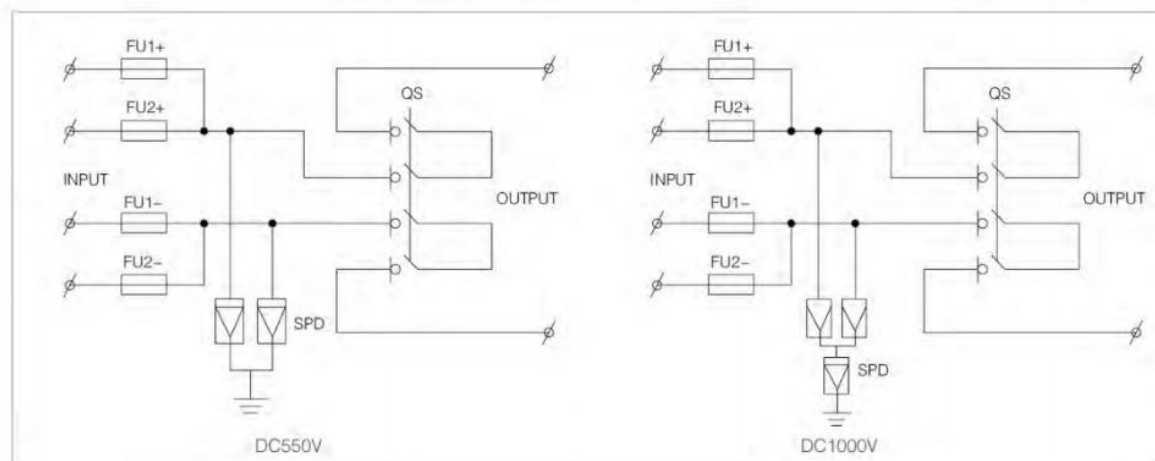 FU1+
FU2+
QS
INPUT
FU1−
OUTPUT
FU2−
SPD
DC550V
FU1+
FU2+
QS
INPUT
FU1−
OUTPUT
FU2−
SPD
DC1000V